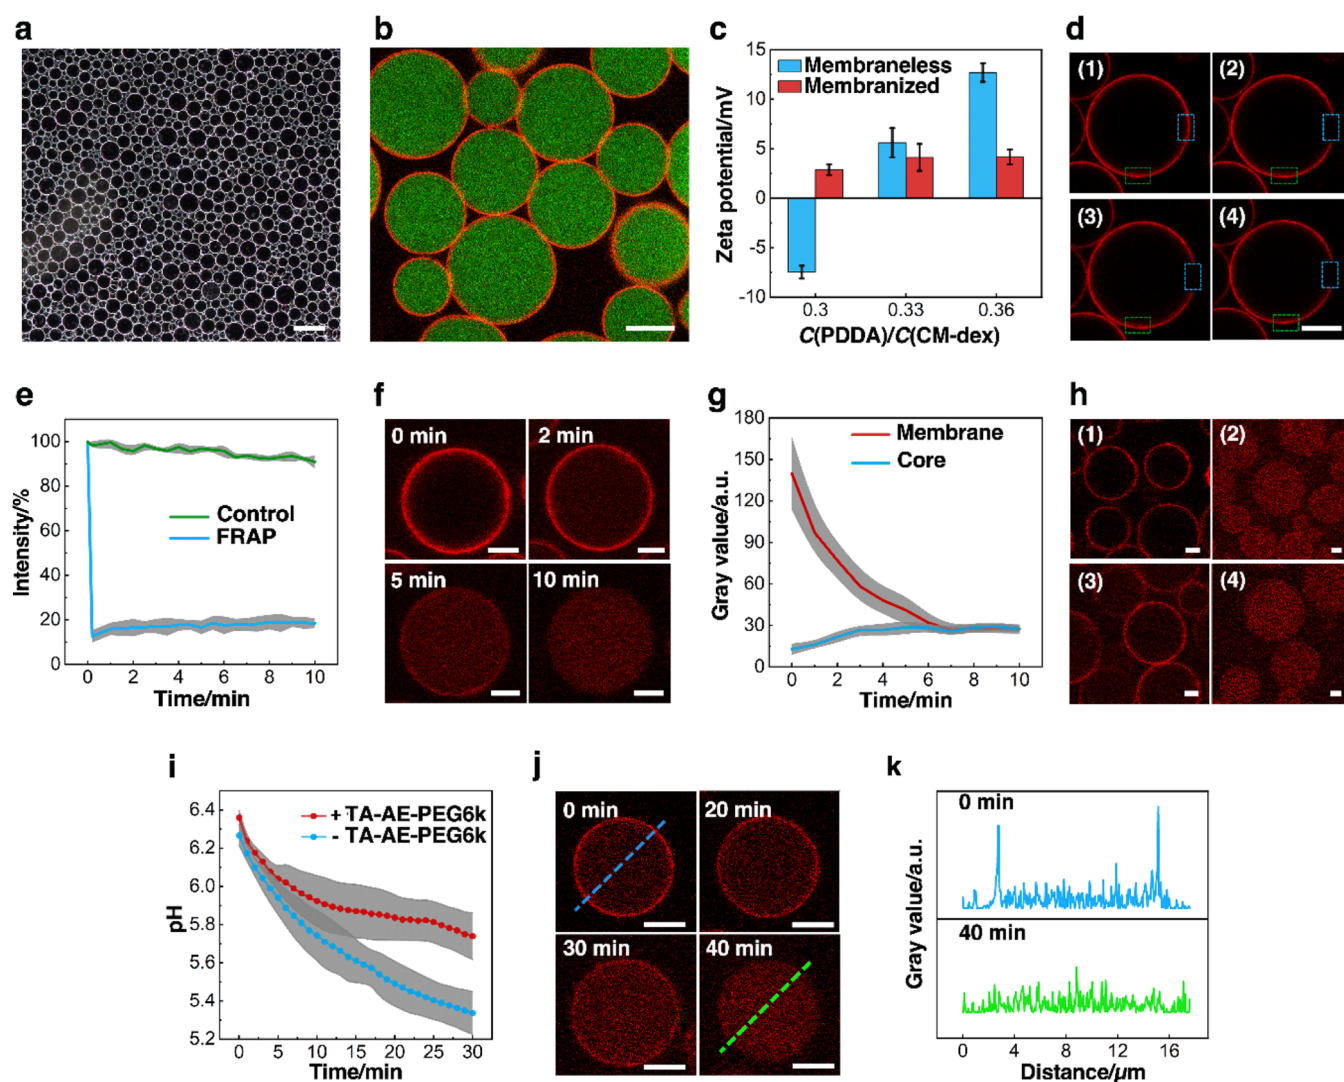 a
b
c
d
15
10
5
0
-5
-10
Zeta potential/mV
Membraneless
Membranized
0.3
0.33
0.36
C(PDDA)/C(CM-dex)
(1)
(2)
(3)
(4)
e
f
g
h
100
80
60
40
20
0
Intensity/%
Control
FRAP
0
2
4
6
8
10
Time/min
0 min
2 min
5 min
10 min
180
150
120
90
60
30
0
Gray value/a.u.
Membrane
Core
0
2
4
6
8
10
Time/min
(1)
(2)
(3)
(4)
i
j
k
6.4
6.2
6.0
5.8
5.6
5.4
5.2
pH
+ TA-AE-PEG6k
- TA-AE-PEG6k
0
5
10
15
20
25
30
Time/min
0 min
20 min
30 min
40 min
Gray value/a.u.
0 min
40 min
0
4
8
12
16
Distance/µm